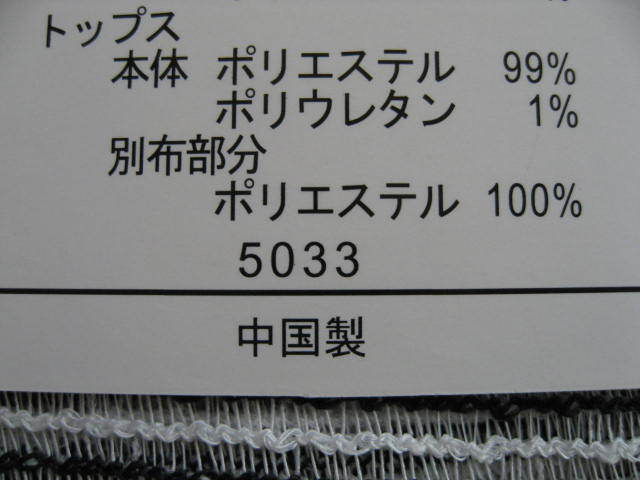 トップス
本体 ポリエステル 99%
ポリウレタン 1%
別布部分
ポリエステル 100%
5033
中国製